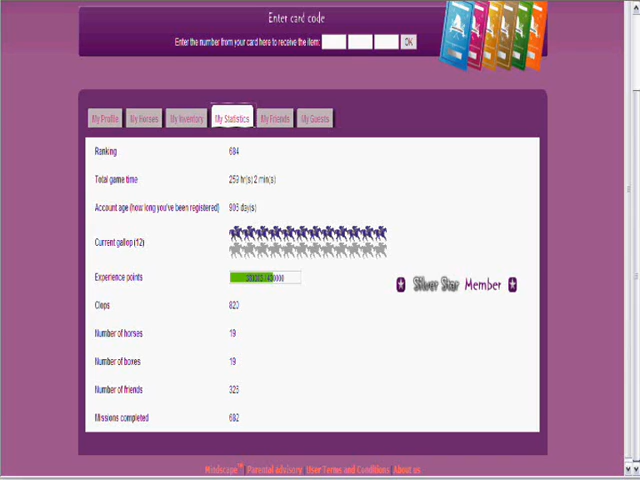 Enter card code
Enter the number from your card here to receive the item: OK
My Profile My Horses My Inventory My Statistics My Friends My Guests
Ranking 684
Total game time 259 hr(s) 2 min(s)
Account age (how long you've been registered) 905 day(s)
Current gallop (12)
Experience points
Clops 820
Silver Star Member
Number of horses 19
Number of boxes 19
Number of friends 326
Missions completed 682
Mindscape™ | Parental advisory | User Terms and Conditions | About us